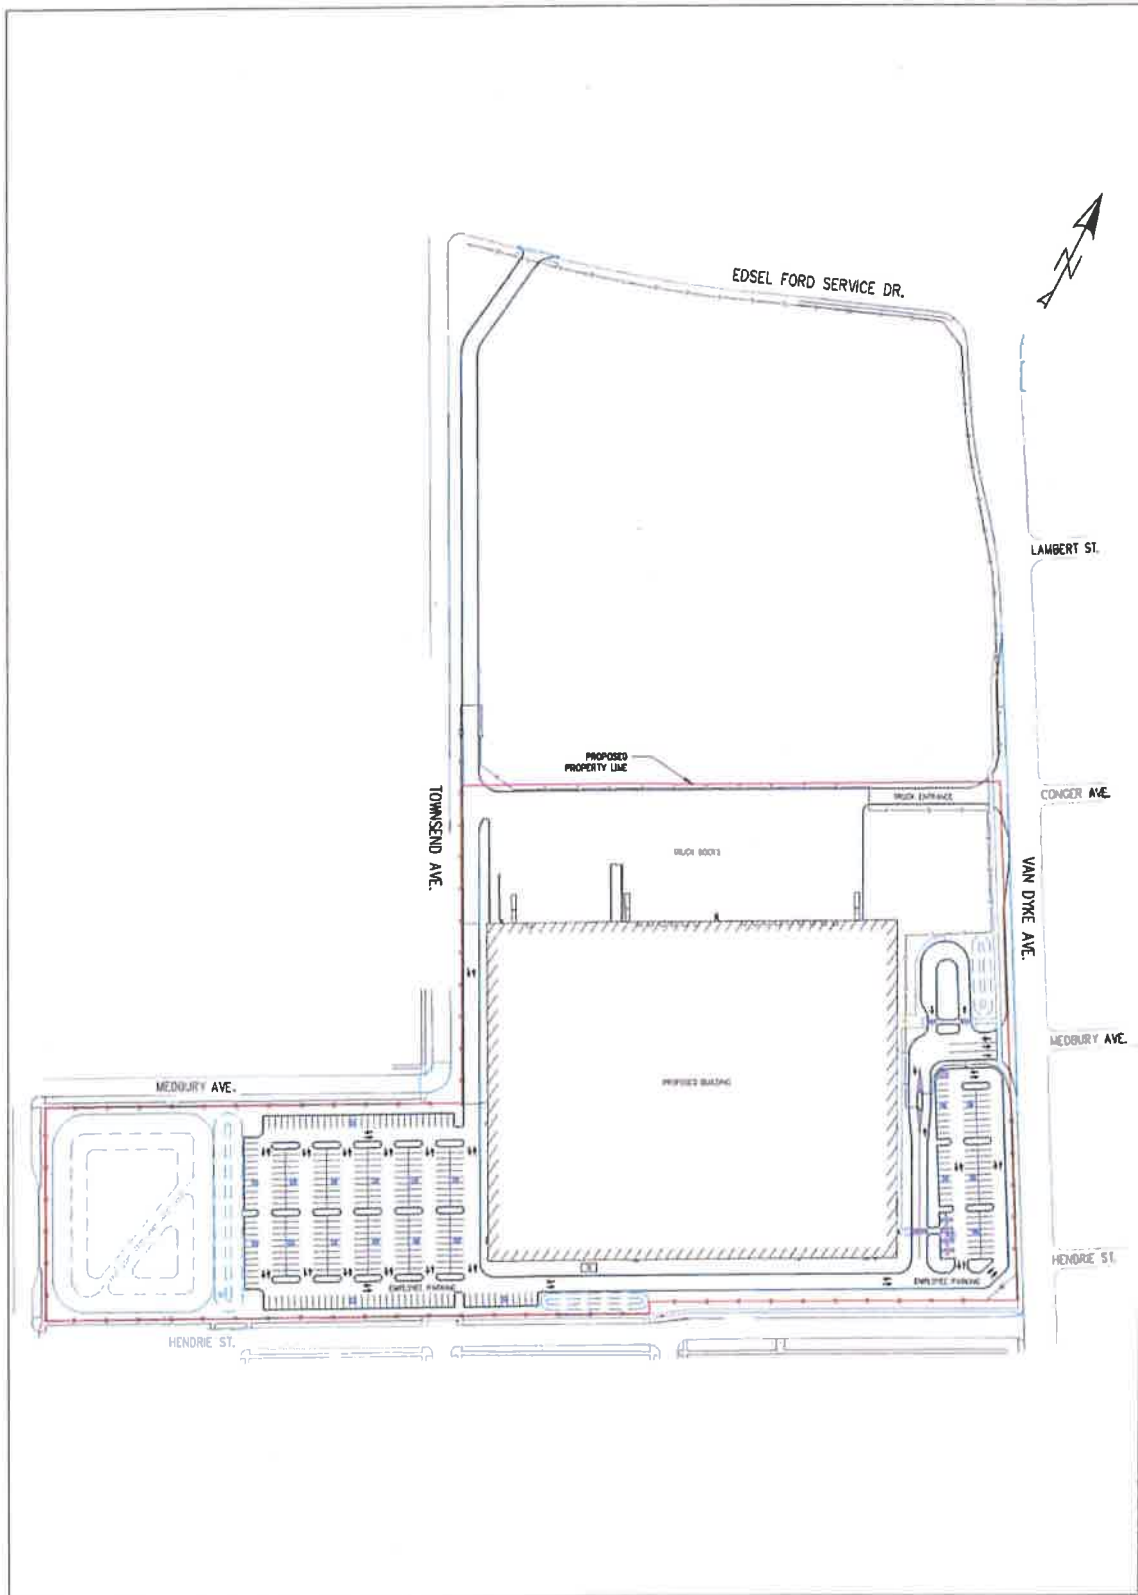 N
EDSEL FORD SERVICE DR.
LAMBERT ST.
PROPOSED
PROPERTY LINE
TRUCK ENTRANCE
CONGER AVE.
TOWNSEND AVE.
TRUCK DOCKS
VAN DYKE AVE.
MEDBURY AVE.
PROPOSED BUILDING
MEDBURY AVE.
HENDRIE ST.
EMPLOYEE PARKING
EMPLOYEE PARKING
HENDRIE ST.